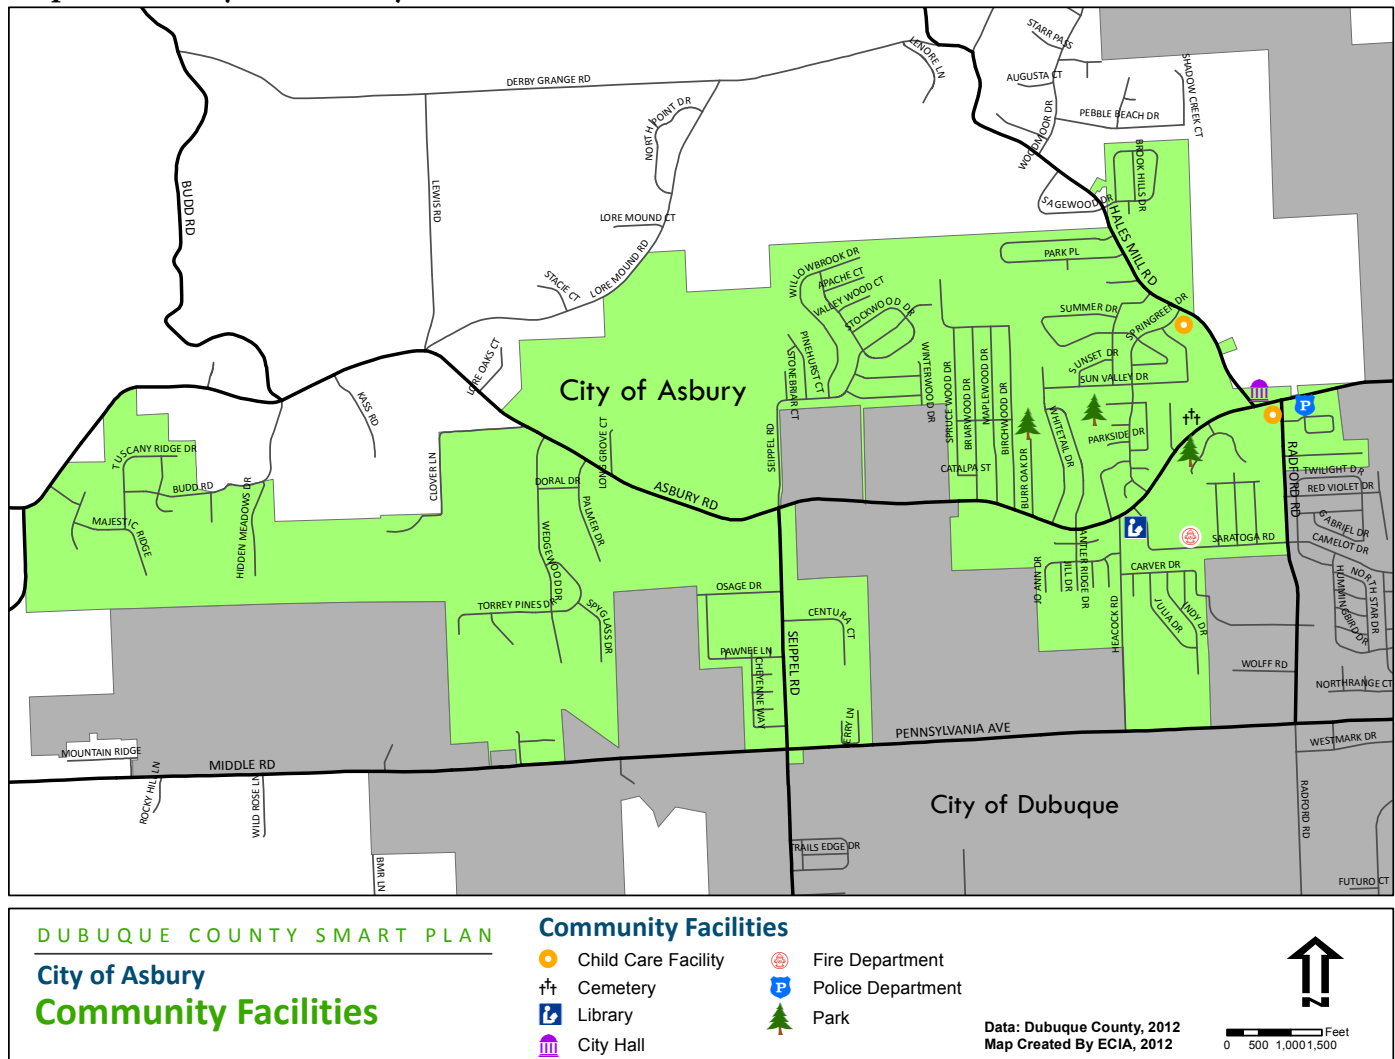 DERBY GRANGE RD
LENORE LN
STARR PASS
AUGUSTA CT
SHADOW CREEK CT
PEBBLE BEACH DR
WOODMOOR DR
NORTH POINT DR
BROOK HILLS DR
BUDD RD
LEWIS RD
SAGEWOOD DR
LORE MOUND CT
HALES MILL RD
LORE MOUND RD
STACIE CT
WILLOWBROOK DR
APACHE CT
VALLEY WOOD CT
STOCKWOOD DR
PARK PL
SUMMER DR
SPRINGREEN DR
SUNSET DR
SUN VALLEY DR
LORE OAKS CT
KASS RD
City of Asbury
STONEBRIAR CT
PINEHURST CT
WINTERWOOD DR
SPRUCE WOOD DR
BRIARWOOD DR
MAPLEWOOD DR
BIRCHWOOD DR
BURR OAK DR
WHITETAIL DR
PARKSIDE DR
CATALPA ST
SEIPPEL RD
TUSCANY RIDGE DR
BUDD RD
MAJESTIC RIDGE
HIDDEN MEADOWS DR
CLOVER LN
DORAL DR
LONG GROVE CT
PALMER DR
WEDGEWOOD DR
ASBURY RD
RADFORD RD
TWILIGHT DR
RED VIOLET DR
GABRIEL DR
CAMELOT DR
SARATOGA RD
NORTH STAR DR
HUMMINGBIRD DR
JO ANN DR
JILL DR
ANTLER RIDGE DR
CARVER DR
JULIA DR
INDY DR
HEACOCK RD
TORREY PINES DR
SPYGLASS DR
OSAGE DR
CENTURA CT
PAWNEE LN
CHEYENNE WAY
SEIPPEL RD
WOLFF RD
NORTHRANGE CT
PENNSYLVANIA AVE
WESTMARK DR
MOUNTAIN RIDGE
MIDDLE RD
ROCKY HILL LN
WILD ROSE LN
BMR LN
City of Dubuque
RADFORD RD
TRAILS EDGE DR
FUTURO CT
DUBUQUE COUNTY SMART PLAN
City of Asbury
Community Facilities
Community Facilities
Child Care Facility
Cemetery
Library
City Hall
Fire Department
P Police Department
Park
Data: Dubuque County, 2012
Map Created By ECIA, 2012
N
Feet
0 500 1,000 1,500